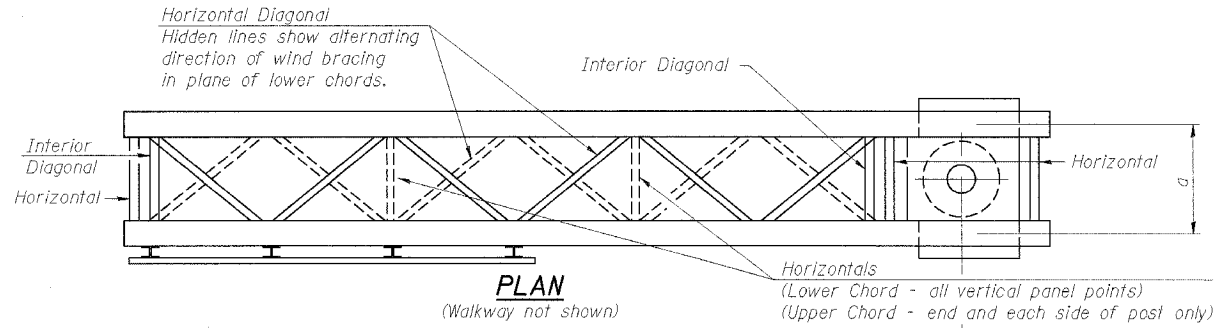 Horizontal Diagonal
Hidden lines show alternating
direction of wind bracing
in plane of lower chords.
Interior Diagonal
Interior
Diagonal
Horizontal
Horizontal
a
Horizontals
(Lower Chord - all vertical panel points)
(Upper Chord - end and each side of post only)
PLAN
(Walkway not shown)